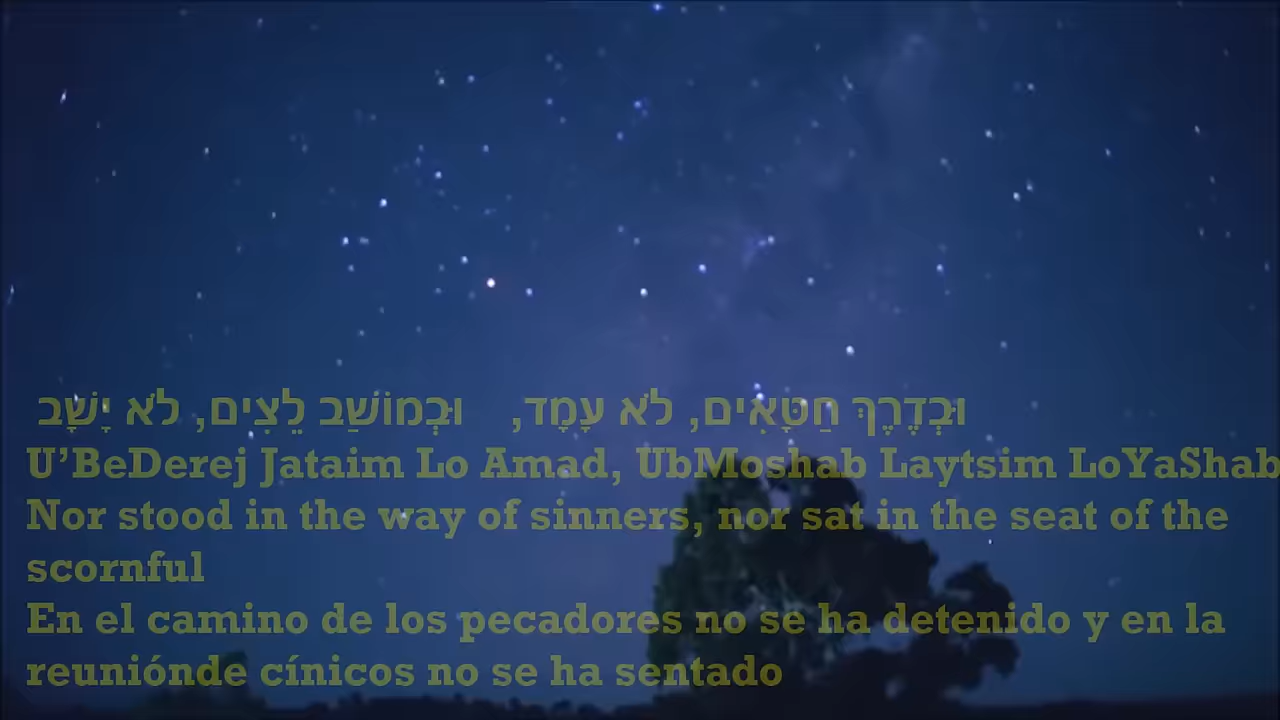 וּבְדֶרֶךְ חַטָּאִים, לֹא עָמָד, וּבְמוֹשַׁב לֵצִים, לֹא יָשָׁב
U’BeDerej Jataim Lo Amad, UbMoshab Laytsim LoYaShab
Nor stood in the way of sinners, nor sat in the seat of the
scornful
En el camino de los pecadores no se ha detenido y en la
reuniónde cínicos no se ha sentado